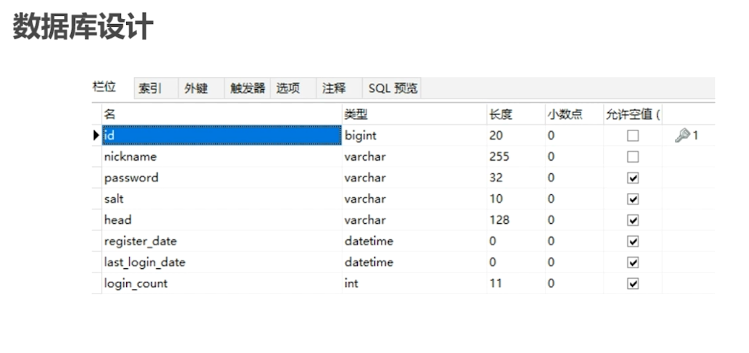 数据库设计
栏位 索引 外键 触发器 选项 注释 SQL 预览
名 类型 长度 小数点 允许空值 (
id bigint 20 0 1
nickname varchar 255 0
password varchar 32 0
salt varchar 10 0
head varchar 128 0
register_date datetime 0 0
last_login_date datetime 0 0
login_count int 11 0